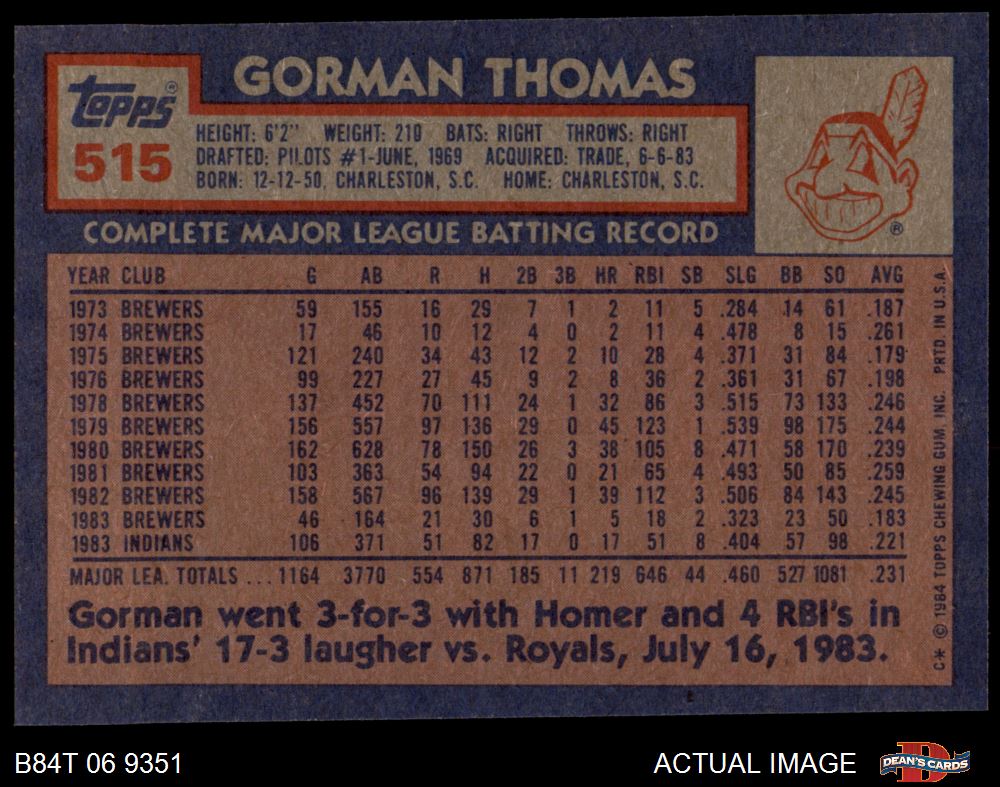 GORMAN THOMAS
Topps®
515
HEIGHT: 6'2" WEIGHT: 210 BATS: RIGHT THROWS: RIGHT
DRAFTED: PILOTS #1-JUNE, 1969 ACQUIRED: TRADE, 6-6-83
BORN: 12-12-50, CHARLESTON, S.C. HOME: CHARLESTON, S.C.
®
COMPLETE MAJOR LEAGUE BATTING RECORD
YEAR CLUB G AB R H 2B 3B HR RBI SB SLG BB SO AVG
1973 BREWERS 59 155 16 29 7 1 2 11 5 .284 14 61 .187
1974 BREWERS 17 46 10 12 4 0 2 11 4 .478 8 15 .261
1975 BREWERS 121 240 34 43 12 2 10 28 4 .371 31 84 .179
1976 BREWERS 99 227 27 45 9 2 8 36 2 .361 31 67 .198
1978 BREWERS 137 452 70 111 24 1 32 86 3 .515 73 133 .246
1979 BREWERS 156 557 97 136 29 0 45 123 1 .539 98 175 .244
1980 BREWERS 162 628 78 150 26 3 38 105 8 .471 58 170 .239
1981 BREWERS 103 363 54 94 22 0 21 65 4 .493 50 85 .259
1982 BREWERS 158 567 96 139 29 1 39 112 3 .506 84 143 .245
1983 BREWERS 46 164 21 30 6 1 5 18 2 .323 23 50 .183
1983 INDIANS 106 371 51 82 17 0 17 51 8 .404 57 98 .221
MAJOR LEA. TOTALS ... 1164 3770 554 871 185 11 219 646 44 .460 527 1081 .231
Gorman went 3-for-3 with Homer and 4 RBI's in
Indians' 17-3 laugher vs. Royals, July 16, 1983.
C* © 1984 TOPPS CHEWING GUM, INC. PRTD. IN U.S.A.
B84T 06 9351
ACTUAL IMAGE
DEAN'S CARDS